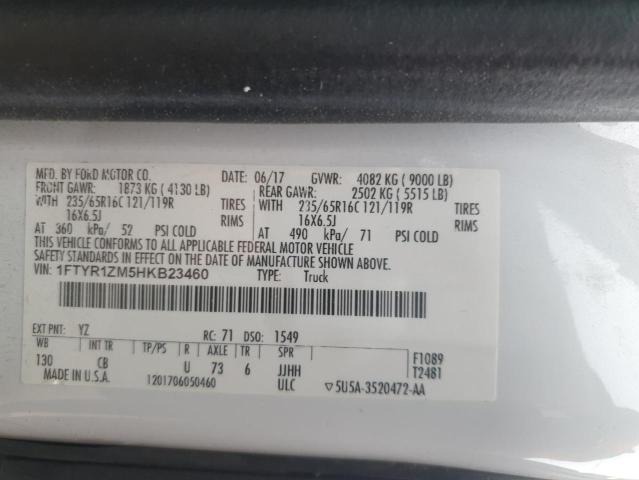 MFD. BY FORD MOTOR CO.
DATE: 06/17 GVWR: 4082 KG ( 9000 LB)
FRONT GAWR: 1873 KG ( 4130 LB)
REAR GAWR: 2502 KG ( 5515 LB)
WITH 235/65R16C 121/119R TIRES
WITH 235/65R16C 121/119R TIRES
16X6.5J RIMS
16X6.5J RIMS
AT 360 kPa/ 52 PSI COLD
AT 490 kPa/ 71 PSI COLD
THIS VEHICLE CONFORMS TO ALL APPLICABLE FEDERAL MOTOR VEHICLE
SAFETY STANDARDS IN EFFECT ON THE DATE OF MANUFACTURE SHOWN ABOVE.
VIN: 1FTYR1ZM5HKB23460 TYPE: Truck
EXT PNT: YZ RC: 71 DSO: 1549
WB INT TR TP/PS R AXLE TR SPR
F1089
130 CB U 73 6 JJHH
T2481
MADE IN U.S.A. 1201706050460 ULC
▽5U5A-3520472-AA